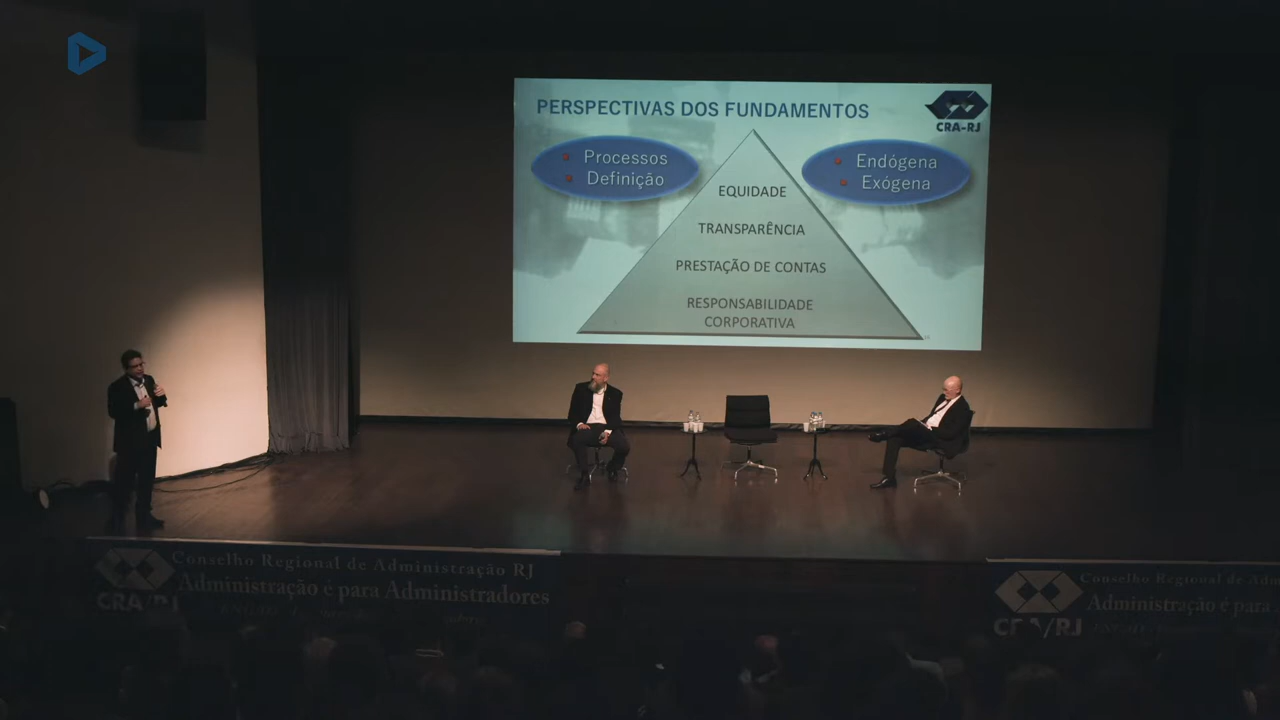 PERSPECTIVAS DOS FUNDAMENTOS
CRA-RJ
Processos
Definição
Endógena
Exógena
EQUIDADE
TRANSPARÊNCIA
PRESTAÇÃO DE CONTAS
RESPONSABILIDADE
CORPORATIVA
Conselho Regional de Administração RJ
Administração é para Administradores
CRA/RJ
Conselho Regional de Adm
Administração é para
CRA/RJ